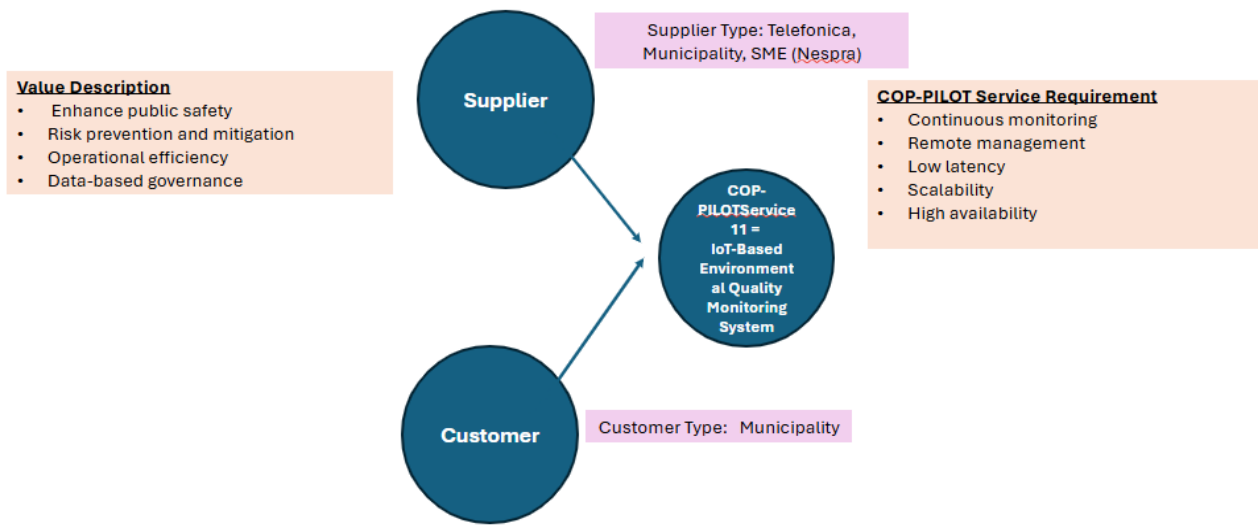 Supplier Type: Telefonica,
Municipality, SME (Nespra)
Value Description
• Enhance public safety
• Risk prevention and mitigation
• Operational efficiency
• Data-based governance
Supplier
COP-PILOT Service Requirement
• Continuous monitoring
• Remote management
• Low latency
• Scalability
• High availability
COP-
PILOTService
11 =
IoT-Based
Environment
al Quality
Monitoring
System
Customer
Customer Type: Municipality